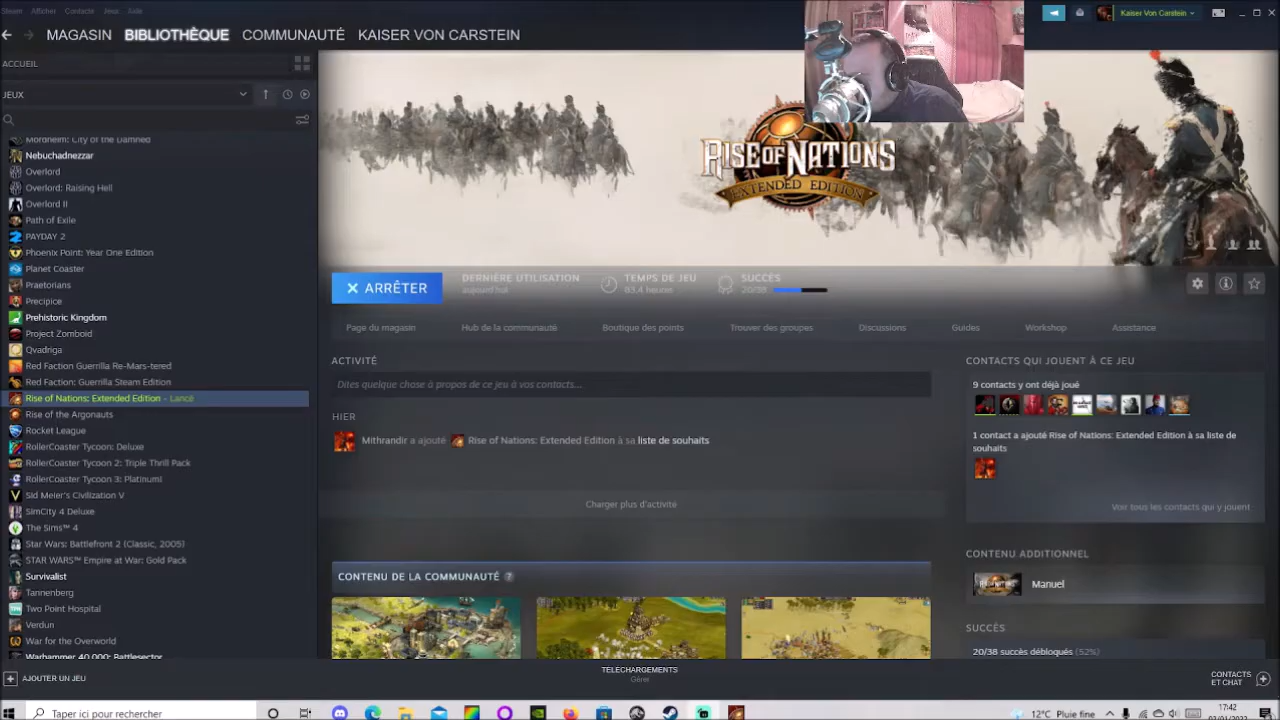 Steam Afficher Contacts Jeux Aide
Kaiser Von Carstein
MAGASIN BIBLIOTHÈQUE COMMUNAUTÉ KAISER VON CARSTEIN
ACCUEIL
JEUX
Mordheim: City of the Damned
Nebuchadnezzar
Overlord
Overlord: Raising Hell
Overlord II
Path of Exile
PAYDAY 2
Phoenix Point: Year One Edition
Planet Coaster
Praetorians
Precipice
Prehistoric Kingdom
Project Zomboid
Qvadriga
Red Faction Guerrilla Re-Mars-tered
Red Faction: Guerrilla Steam Edition
Rise of Nations: Extended Edition - Lancé
Rise of the Argonauts
Rocket League
RollerCoaster Tycoon: Deluxe
RollerCoaster Tycoon 2: Triple Thrill Pack
RollerCoaster Tycoon 3: Platinum!
Sid Meier's Civilization V
SimCity 4 Deluxe
The Sims™ 4
Star Wars: Battlefront 2 (Classic, 2005)
STAR WARS™ Empire at War: Gold Pack
Survivalist
Tannenberg
Two Point Hospital
Verdun
War for the Overworld
Warhammer 40,000: Battlesector
AJOUTER UN JEU
RISE OF NATIONS
EXTENDED EDITION
ARRÊTER
DERNIÈRE UTILISATION
aujourd'hui
TEMPS DE JEU
83,4 heures
SUCCÈS
20/38
Page du magasin Hub de la communauté Boutique des points Trouver des groupes Discussions Guides Workshop Assistance
ACTIVITÉ
Dites quelque chose à propos de ce jeu à vos contacts...
HIER
Mithrandir a ajouté Rise of Nations: Extended Edition à sa liste de souhaits
Charger plus d'activité
CONTENU DE LA COMMUNAUTÉ ?
CONTACTS QUI JOUENT À CE JEU
9 contacts y ont déjà joué
1 contact a ajouté Rise of Nations: Extended Edition à sa liste de
souhaits
Voir tous les contacts qui y jouent
CONTENU ADDITIONNEL
Manuel
SUCCÈS
20/38 succès débloqués (52%)
TÉLÉCHARGEMENTS
Gérer
CONTACTS
ET CHAT
Taper ici pour rechercher
12°C Pluie fine
17:42